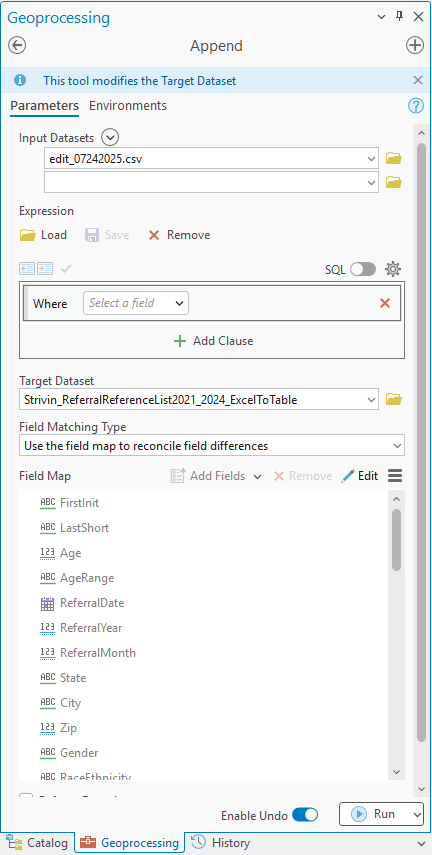 Geoprocessing
Append
This tool modifies the Target Dataset
Parameters Environments
Input Datasets
edit_07242025.csv
Expression
Load Save Remove
SQL
Where Select a field
Add Clause
Target Dataset
Strivin_ReferralReferenceList2021_2024_ExcelToTable
Field Matching Type
Use the field map to reconcile field differences
Field Map Add Fields Remove Edit
ABC FirstInit
ABC LastShort
123 Age
ABC AgeRange
ReferralDate
123 ReferralYear
123 ReferralMonth
ABC State
ABC City
123 Zip
ABC Gender
ABC RaceEthnicity
Enable Undo Run
Catalog Geoprocessing History